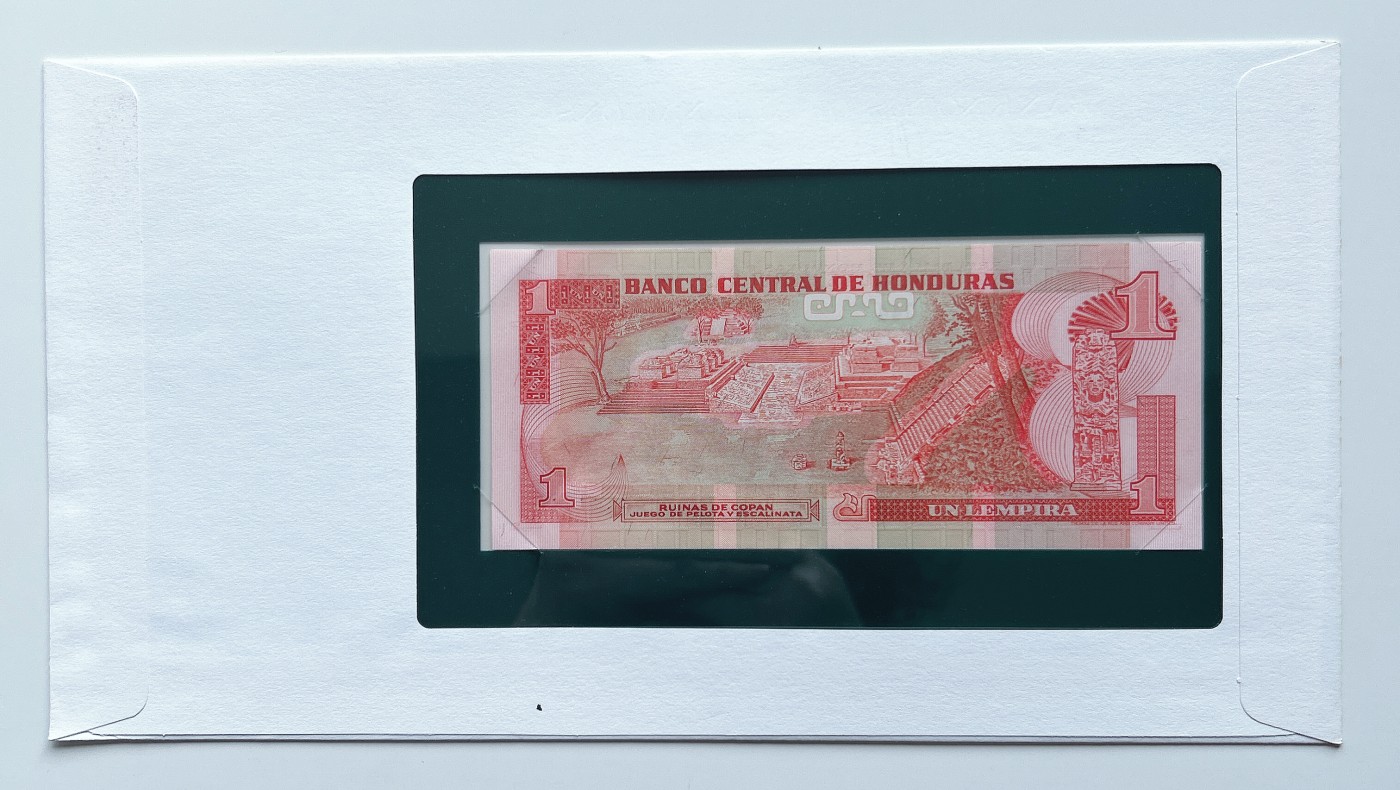 1
BANCO CENTRAL DE HONDURAS
1
1
RUINAS DE COPAN
JUEGO DE PELOTA Y ESCALINATA
UN LEMPIRA
1